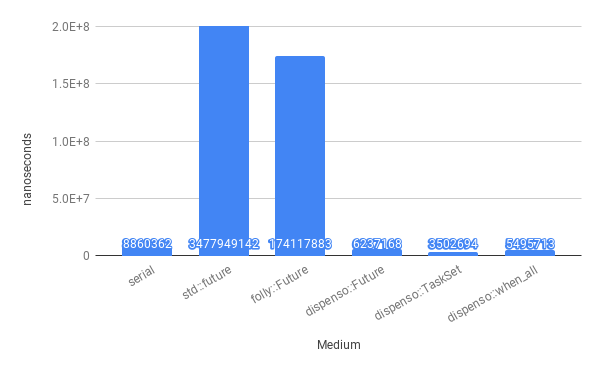 2.0E+8
1.5E+8
1.0E+8
5.0E+7
0
nanoseconds
8860362
3477949142
174117883
6237168
3502694
5495713
serial
std::future
folly::Future
dispenso::Future
dispenso::TaskSet
dispenso::when_all
Medium